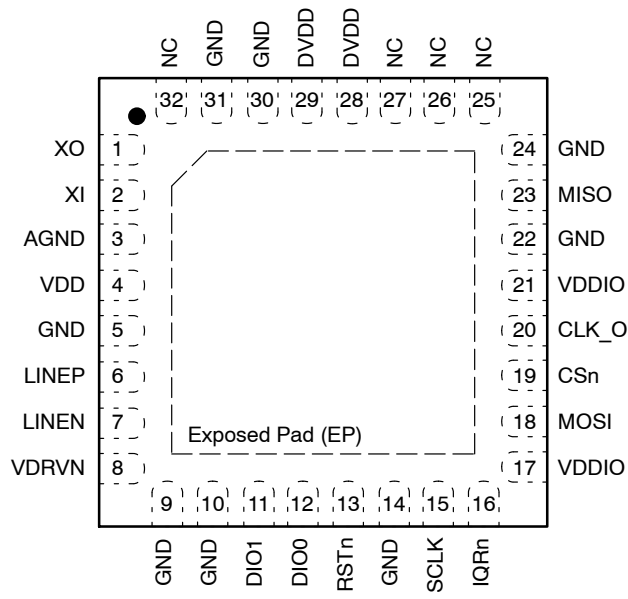 NC GND GND DVDD DVDD NC NC NC
32 31 30 29 28 27 26 25
XO 1 24 GND
XI 2 23 MISO
AGND 3 22 GND
VDD 4 21 VDDIO
GND 5 20 CLK_O
LINEP 6 19 CSn
LINEN 7 18 MOSI
Exposed Pad (EP)
VDRVN 8 17 VDDIO
9 10 11 12 13 14 15 16
GND GND DIO1 DIO0 RSTn GND SCLK IQRn